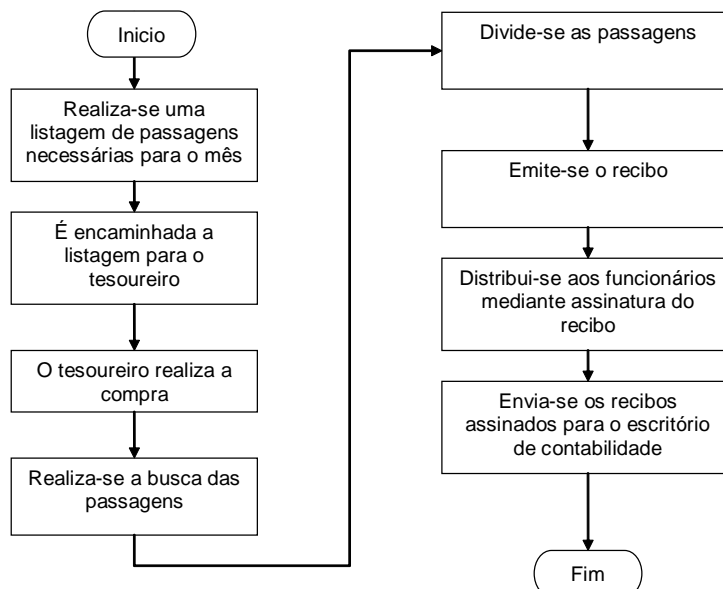 Inicio
Realiza-se uma
listagem de passagens
necessárias para o mês
É encaminhada a
listagem para o
tesoureiro
O tesoureiro realiza a
compra
Realiza-se a busca das
passagens
Divide-se as passagens
Emite-se o recibo
Distribui-se aos funcionários
mediante assinatura do
recibo
Envia-se os recibos
assinados para o escritório
de contabilidade
Fim